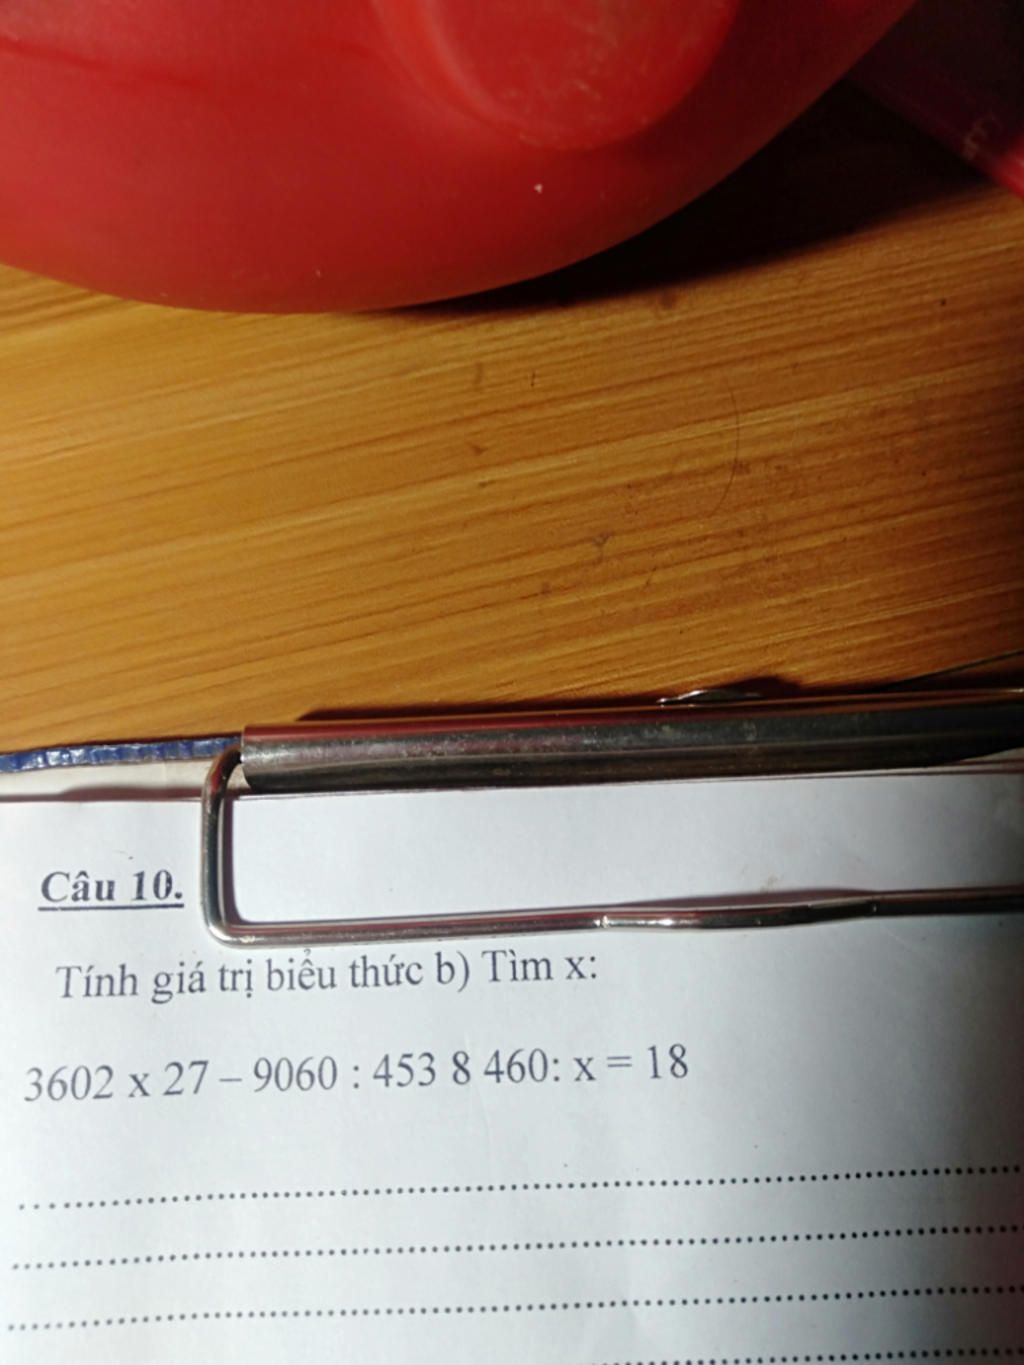 Câu 10.
Tính giá trị biểu thức b) Tìm x:
3602 x 27 – 9060 : 453 8 460: x = 18